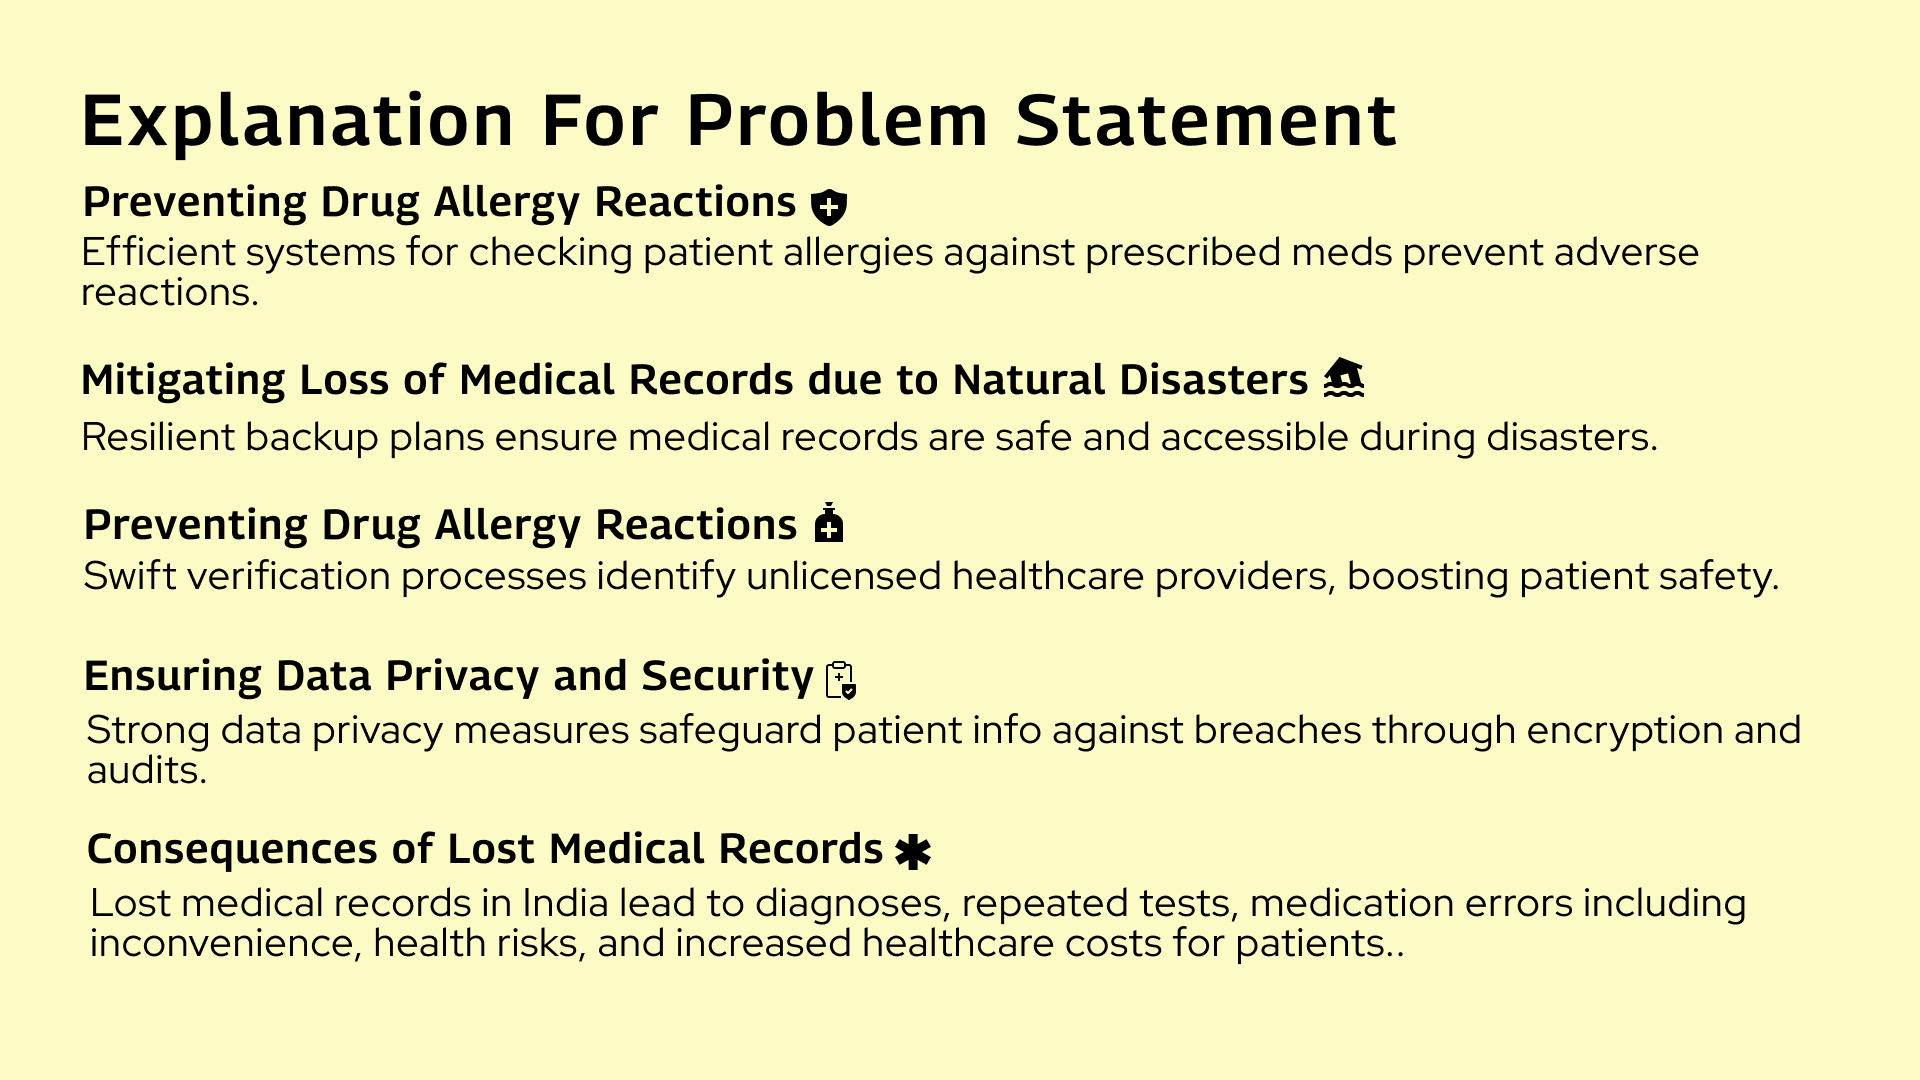 Explanation For Problem Statement
Preventing Drug Allergy Reactions
Efficient systems for checking patient allergies against prescribed meds prevent adverse
reactions.
Mitigating Loss of Medical Records due to Natural Disasters
Resilient backup plans ensure medical records are safe and accessible during disasters.
Preventing Drug Allergy Reactions
Swift verification processes identify unlicensed healthcare providers, boosting patient safety.
Ensuring Data Privacy and Security
Strong data privacy measures safeguard patient info against breaches through encryption and
audits.
Consequences of Lost Medical Records
Lost medical records in India lead to diagnoses, repeated tests, medication errors including
inconvenience, health risks, and increased healthcare costs for patients..